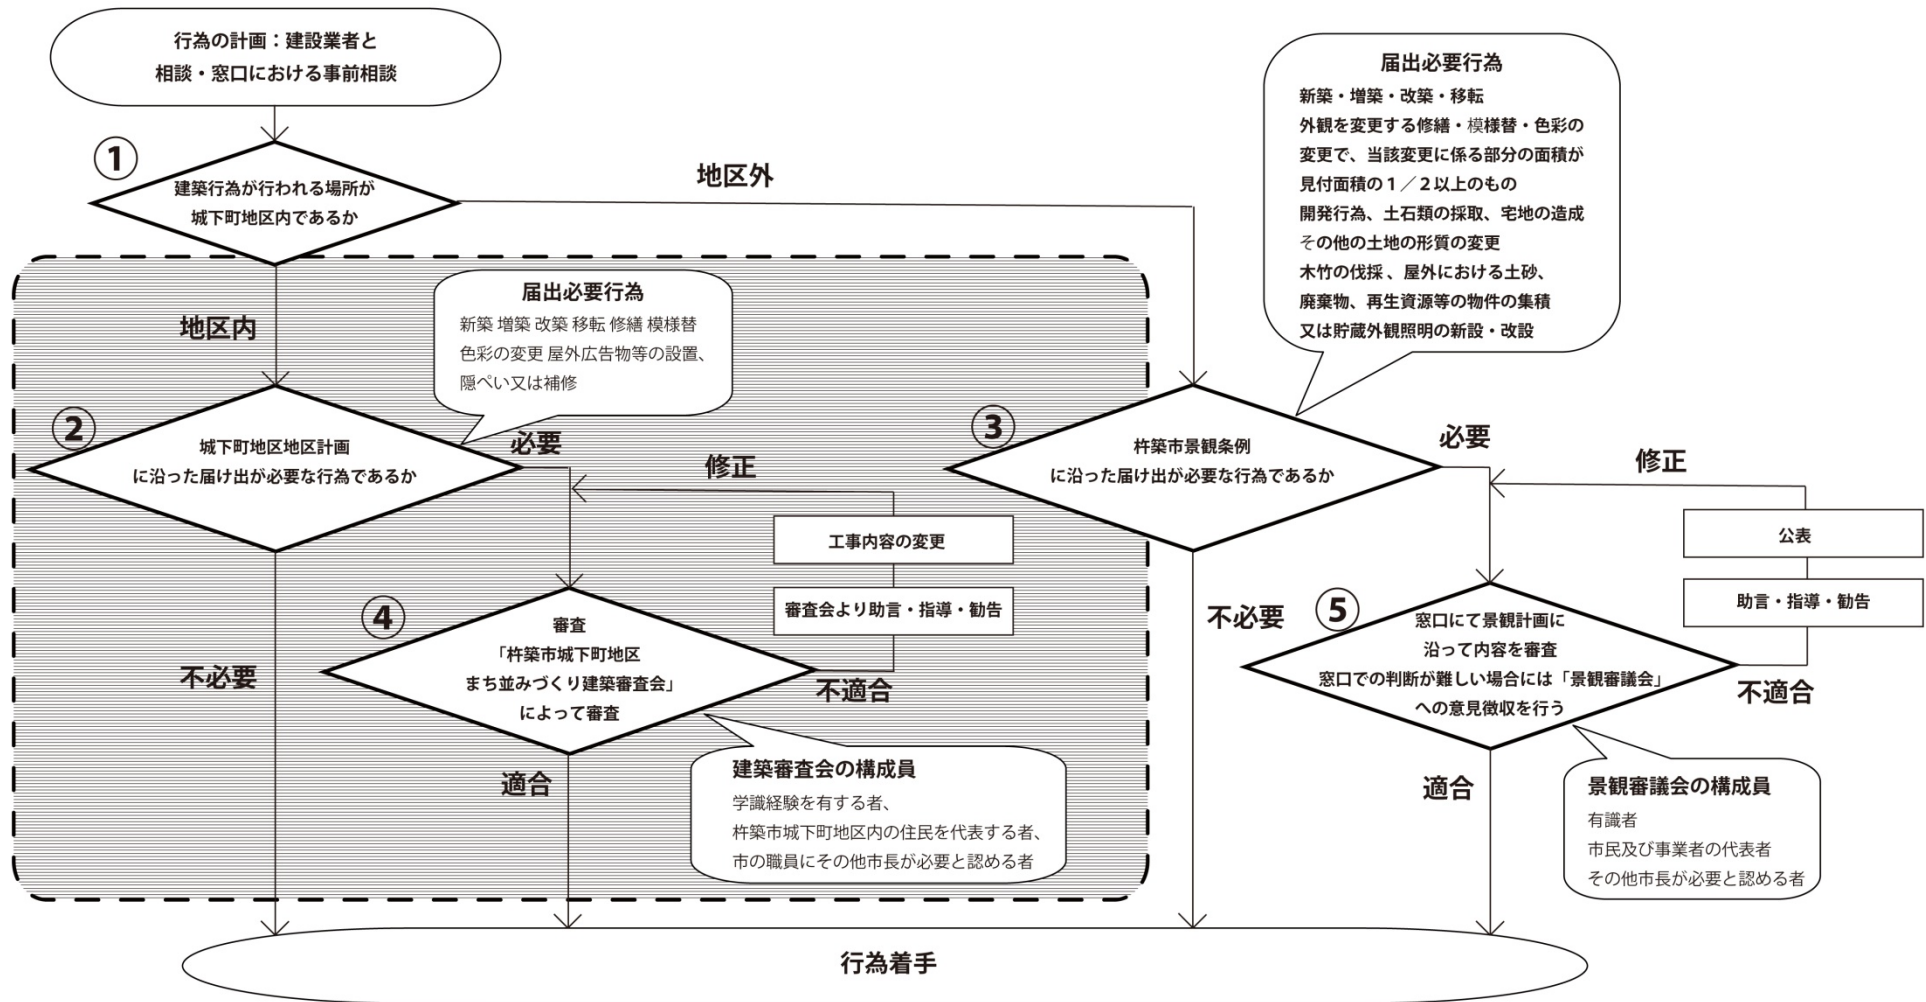 行為の計画：建設業者と
相談・窓口における事前相談
①
建築行為が行われる場所が
城下町地区内であるか
地区外
地区内
届出必要行為
新築 増築 改築 移転 修繕 模様替
色彩の変更 屋外広告物等の設置、
隠ぺい又は補修
②
城下町地区地区計画
に沿った届け出が必要な行為であるか
必要
修正
工事内容の変更
審査会より助言・指導・勧告
④
審査
「杵築市城下町地区
まち並みづくり建築審査会」
によって審査
不適合
不必要
適合
建築審査会の構成員
学識経験を有する者、
杵築市城下町地区内の住民を代表する者、
市の職員にその他市長が必要と認める者
届出必要行為
新築・増築・改築・移転
外観を変更する修繕・模様替・色彩の
変更で、当該変更に係る部分の面積が
見付面積の１／２以上のもの
開発行為、土石類の採取、宅地の造成
その他の土地の形質の変更
木竹の伐採、屋外における土砂、
廃棄物、再生資源等の物件の集積
又は貯蔵外観照明の新設・改設
③
杵築市景観条例
に沿った届け出が必要な行為であるか
必要
修正
公表
助言・指導・勧告
不必要
⑤
窓口にて景観計画に
沿って内容を審査
窓口での判断が難しい場合には「景観審議会」
への意見徴収を行う
不適合
適合
景観審議会の構成員
有識者
市民及び事業者の代表者
その他市長が必要と認める者
行為着手